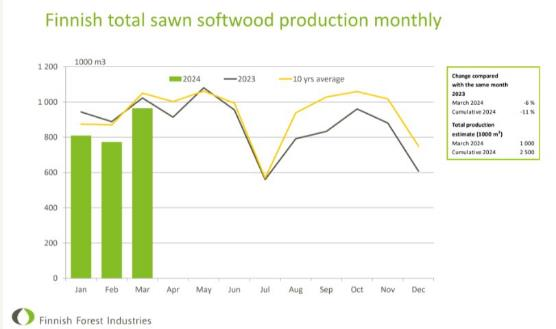 Finnish total sawn softwood production monthly
1000 m3
2024 2023 10 yrs average
1 200
1 000
800
600
400
200
0
Jan Feb Mar Apr May Jun Jul Aug Sep Oct Nov Dec
Change compared
with the same month
2023
March 2024 -6 %
Cumulative 2024 -11 %
Total production
estimate (1000 m³)
March 2024 1 000
Cumulative 2024 2 500
Finnish Forest Industries